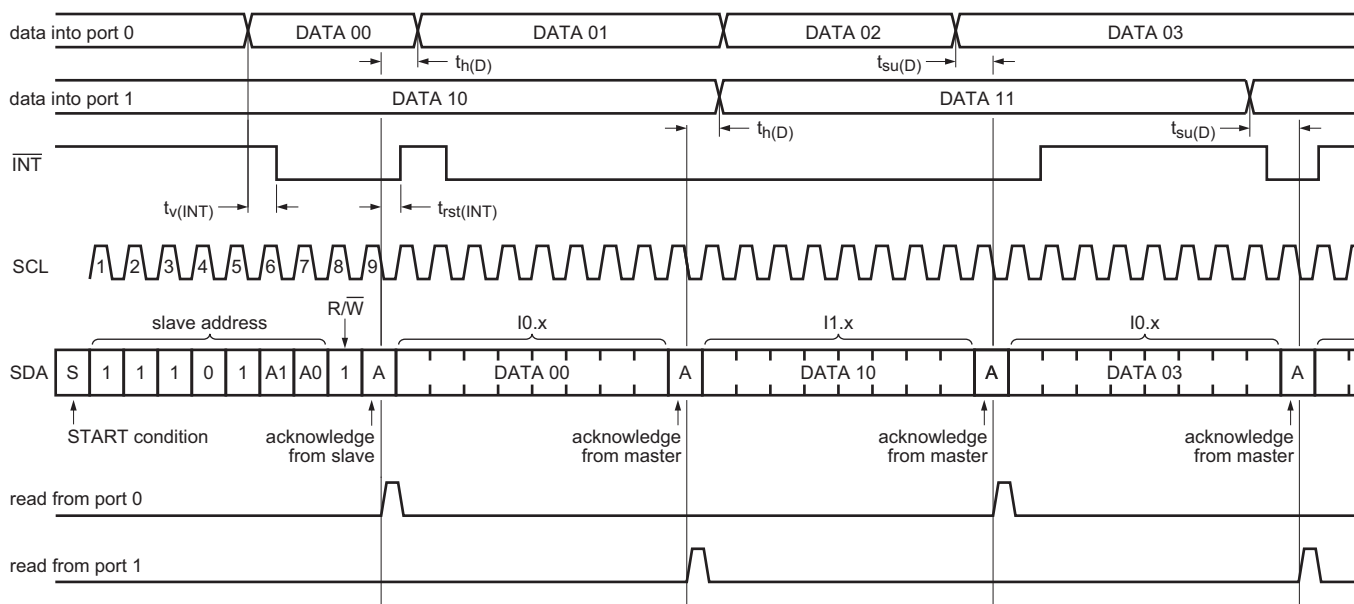 data into port 0 DATA 00 DATA 01 DATA 02 DATA 03
th(D) tsu(D)
data into port 1 DATA 10 DATA 11
th(D) tsu(D)
INT
tv(INT) trst(INT)
SCL 1 2 3 4 5 6 7 8 9
R/W
slave address I0.x I1.x I0.x
SDA S 1 1 1 0 1 A1 A0 1 A DATA 00 A DATA 10 A DATA 03 A
START condition acknowledge acknowledge acknowledge acknowledge
from slave from master from master from master
read from port 0
read from port 1